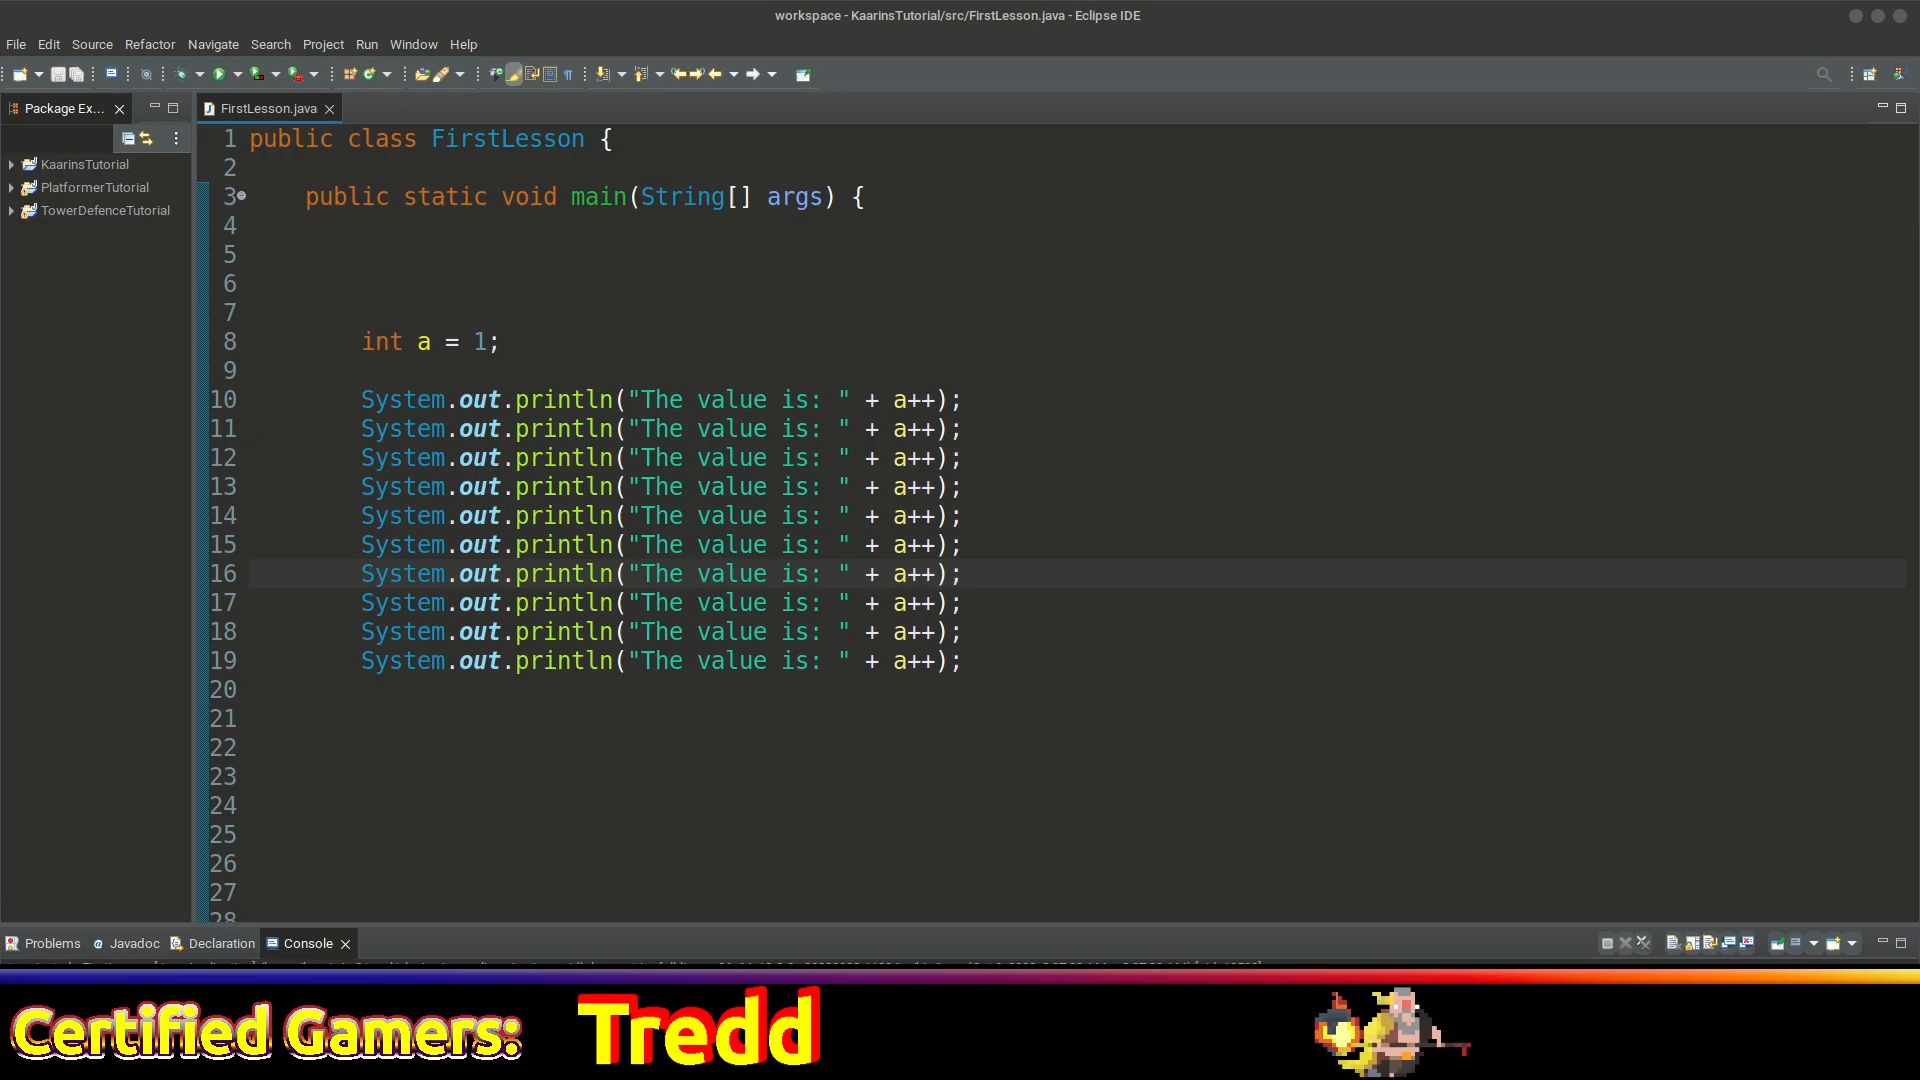 workspace - KaarinsTutorial/src/FirstLesson.java - Eclipse IDE
File Edit Source Refactor Navigate Search Project Run Window Help
Package Ex... FirstLesson.java
KaarinsTutorial
PlatformerTutorial
TowerDefenceTutorial
1 public class FirstLesson {
2
3 public static void main(String[] args) {
4
5
6
7
8 int a = 1;
9
10 System.out.println("The value is: " + a++);
11 System.out.println("The value is: " + a++);
12 System.out.println("The value is: " + a++);
13 System.out.println("The value is: " + a++);
14 System.out.println("The value is: " + a++);
15 System.out.println("The value is: " + a++);
16 System.out.println("The value is: " + a++);
17 System.out.println("The value is: " + a++);
18 System.out.println("The value is: " + a++);
19 System.out.println("The value is: " + a++);
20
21
22
23
24
25
26
27
28
Problems Javadoc Declaration Console
Certified Gamers: Tredd